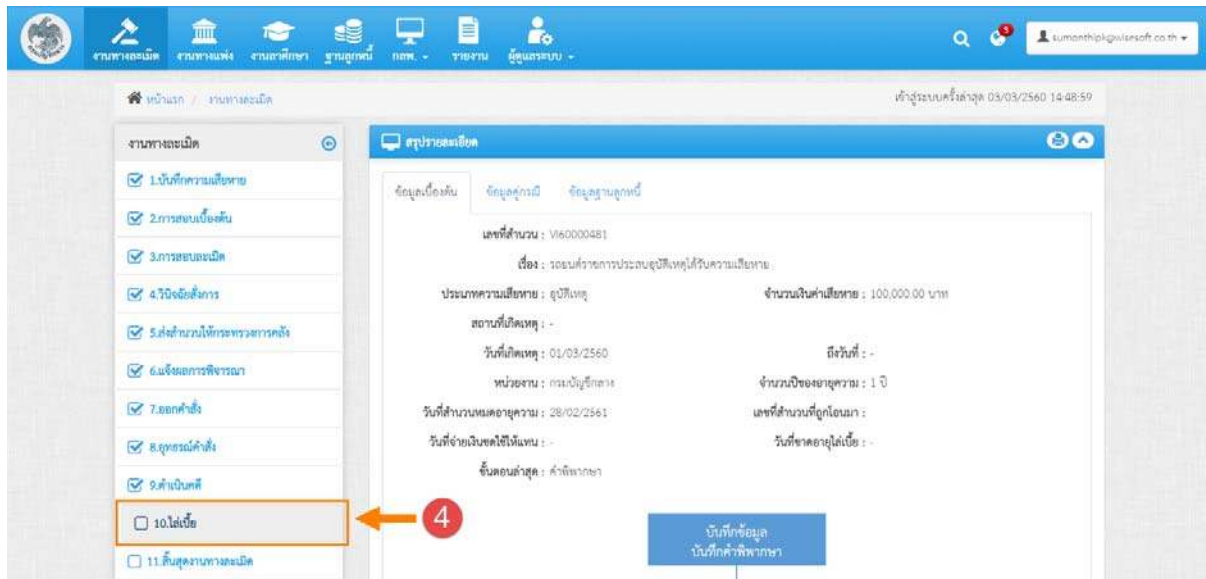 งานทางละเมิด งานทางแพ่ง งานอาศึกษา ฐานลูกหนี้ กสพ. รายงาน ผู้ดูแลระบบ
3
sumonthipk@wisesoft.co.th
หน้าแรก / งานทางละเมิด
เข้าสู่ระบบครั้งล่าสุด 03/03/2560 14:48:59
งานทางละเมิด
1.บันทึกความเสียหาย
2.การสอบเบื้องต้น
3.การสอบละเมิด
4.วินิจฉัยสั่งการ
5.ส่งสำนวนให้กระทรวงการคลัง
6.แจ้งผลการพิจารณา
7.ออกคำสั่ง
8.อุทธรณ์คำสั่ง
9.ดำเนินคดี
10.ไล่เบี้ย
11.สิ้นสุดงานทางละเมิด
4
สรุปรายละเอียด
ข้อมูลเบื้องต้น ข้อมูลคู่กรณี ข้อมูลฐานลูกหนี้
เลขที่สำนวน : VI60000481
เรื่อง : รถยนต์ราชการประสบอุบัติเหตุได้รับความเสียหาย
ประเภทความเสียหาย : อุบัติเหตุ จำนวนเงินค่าเสียหาย : 100,000.00 บาท
สถานที่เกิดเหตุ : -
วันที่เกิดเหตุ : 01/03/2560 ถึงวันที่ : -
หน่วยงาน : กรมบัญชีกลาง จำนวนปีของอายุความ : 1 ปี
วันที่สำนวนหมดอายุความ : 28/02/2561 เลขที่สำนวนที่ถูกโอนมา :
วันที่จ่ายเงินชดใช้ให้แทน : - วันที่ขาดอายุไล่เบี้ย : -
ขั้นตอนล่าสุด : คำพิพากษา
บันทึกข้อมูล
บันทึกคำพิพากษา